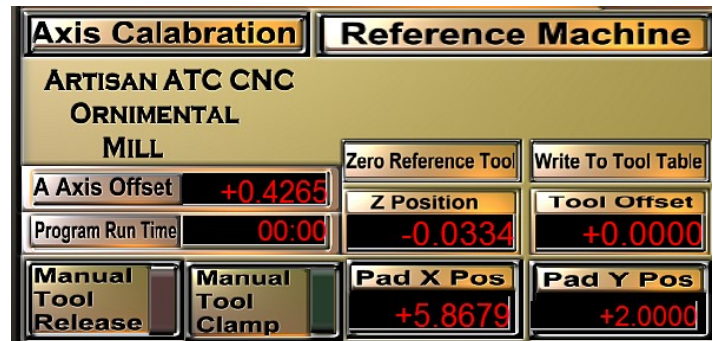 Axis Calabration
Reference Machine
ARTISAN ATC CNC
ORNIMENTAL
MILL
Zero Reference Tool
Write To Tool Table
A Axis Offset
+0.4265
Z Position
Tool Offset
Program Run Time
00:00
-0.0334
+0.0000
Manual
Tool
Release
Manual
Tool
Clamp
Pad X Pos
Pad Y Pos
+5.8679
+2.0000